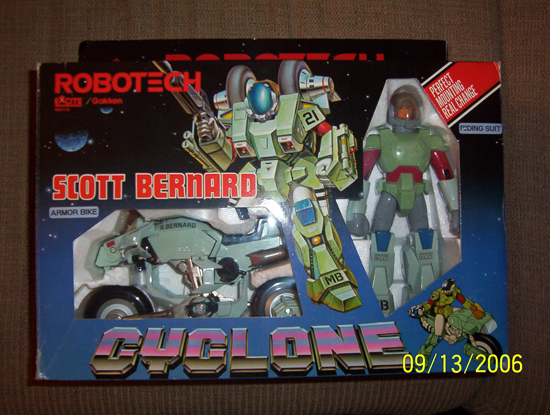 ROBOTECH
ROBOTECH
EXCITE / Gakken
PERFECT
MOUNTING
REAL CHANGE
21
DING SUIT
SCOTT BERNARD
ARMOR BIKE
S.BERNARD
MB
B
CYCLONE
09/13/2006